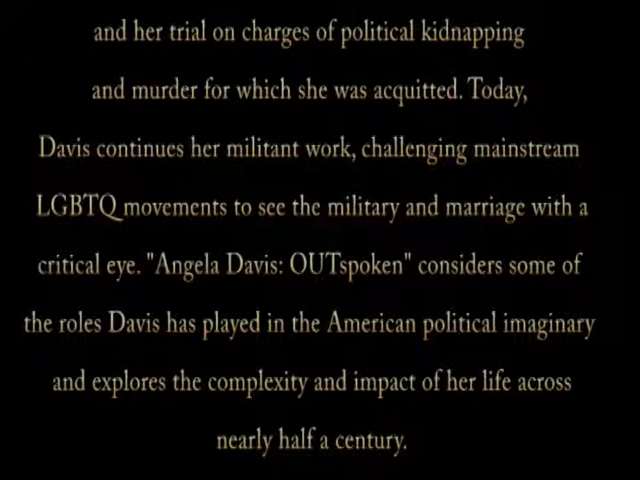 and her trial on charges of political kidnapping
and murder for which she was acquitted. Today,
Davis continues her militant work, challenging mainstream
LGBTQ movements to see the military and marriage with a
critical eye. "Angela Davis: OUTspoken" considers some of
the roles Davis has played in the American political imaginary
and explores the complexity and impact of her life across
nearly half a century.